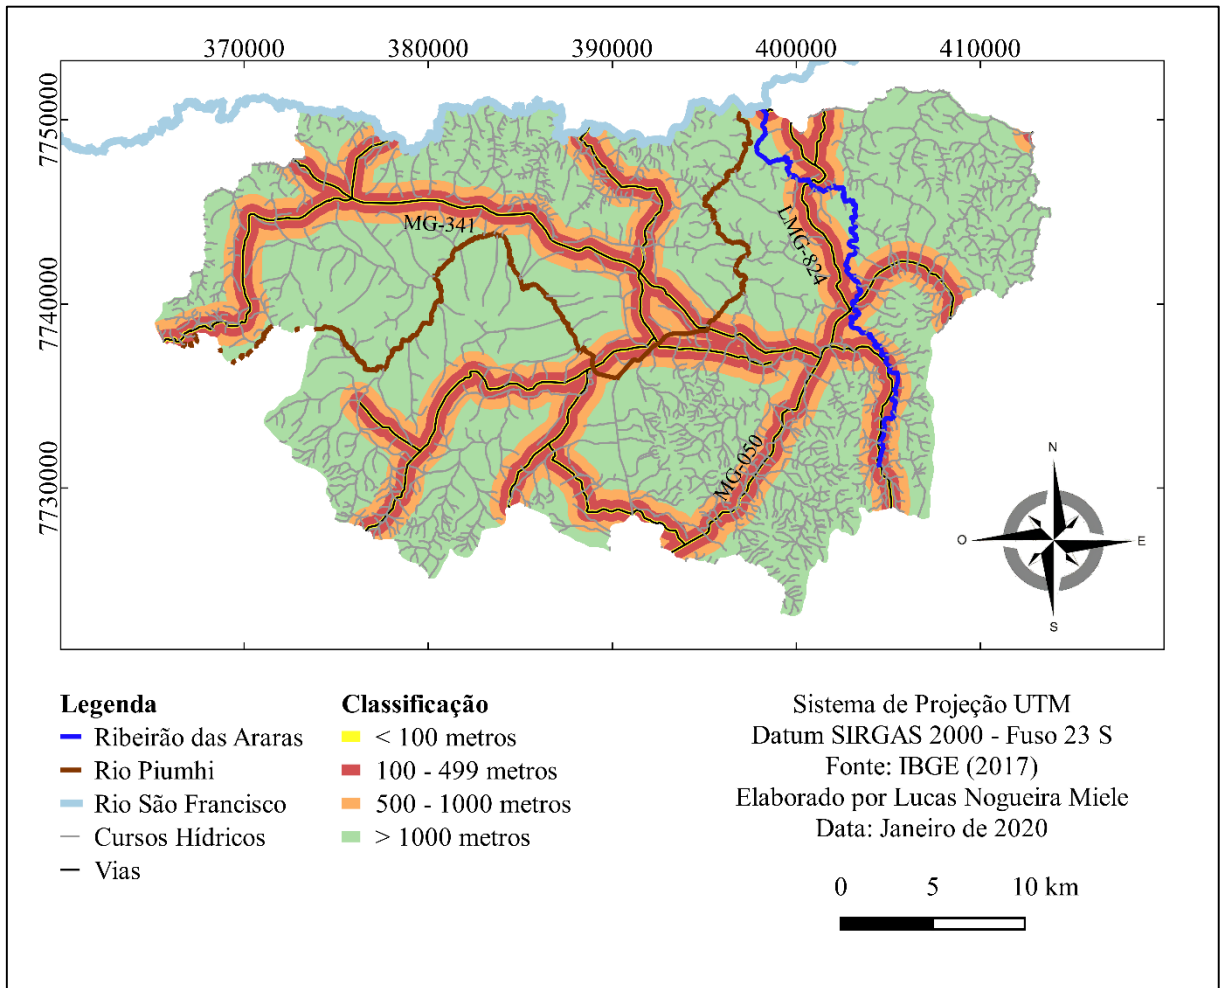 370000 380000 390000 400000 410000
7750000
7740000
7730000
MG-341
LMG-824
MG-050
N
O E
S
Legenda
Ribeirão das Araras
Rio Piumhi
Rio São Francisco
Cursos Hídricos
Vias
Classificação
< 100 metros
100 - 499 metros
500 - 1000 metros
> 1000 metros
Sistema de Projeção UTM
Datum SIRGAS 2000 - Fuso 23 S
Fonte: IBGE (2017)
Elaborado por Lucas Nogueira Miele
Data: Janeiro de 2020
0 5 10 km